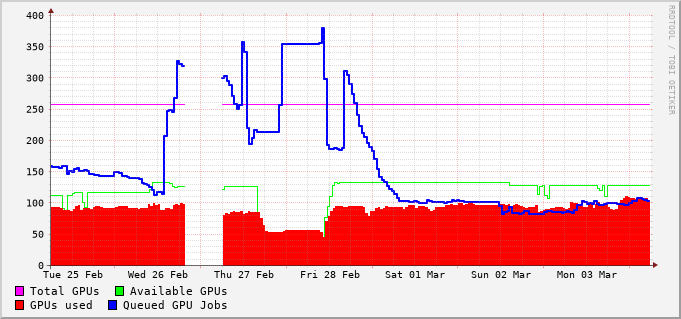 400
350
300
250
200
150
100
50
0
Tue 25 Feb Wed 26 Feb Thu 27 Feb Fri 28 Feb Sat 01 Mar Sun 02 Mar Mon 03 Mar
Total GPUs Available GPUs
GPUs used Queued GPU Jobs
RRDTOOL / TOBI OETIKER